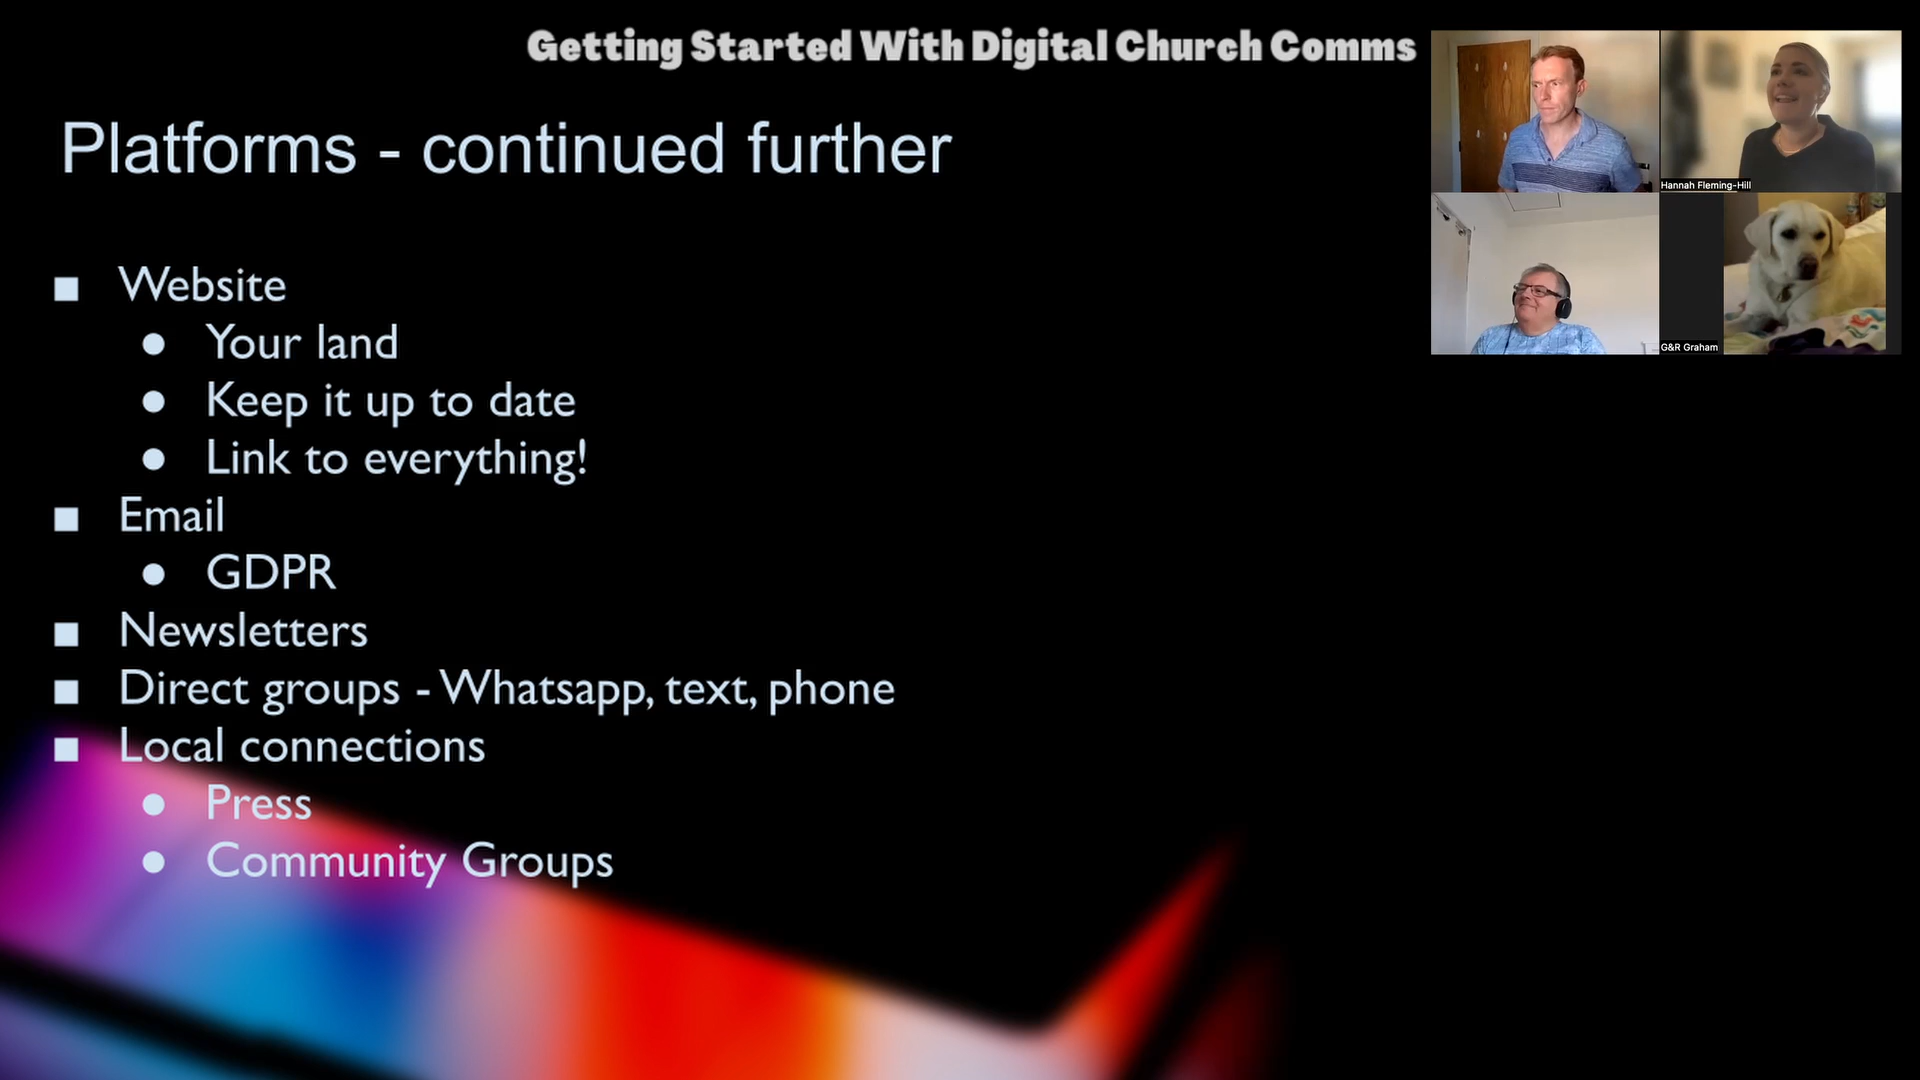 Getting Started With Digital Church Comms
Platforms - continued further
Website
Your land
Keep it up to date
Link to everything!
Email
GDPR
Newsletters
Direct groups - Whatsapp, text, phone
Local connections
Press
Community Groups
Hannah Fleming-Hill
G&R Graham